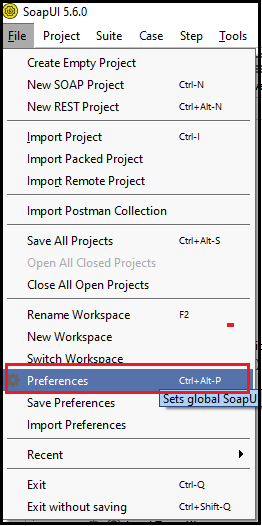 SoapUI 5.6.0
File Project Suite Case Step Tools
Create Empty Project
New SOAP Project Ctrl-N
New REST Project Ctrl+Alt-N
Import Project Ctrl-I
Import Packed Project
Import Remote Project
Import Postman Collection
Save All Projects Ctrl+Alt-S
Open All Closed Projects
Close All Open Projects
Rename Workspace F2
New Workspace
Switch Workspace
Preferences Ctrl+Alt-P
Sets global SoapU
Save Preferences
Import Preferences
Recent
Exit Ctrl-Q
Exit without saving Ctrl+Shift-Q